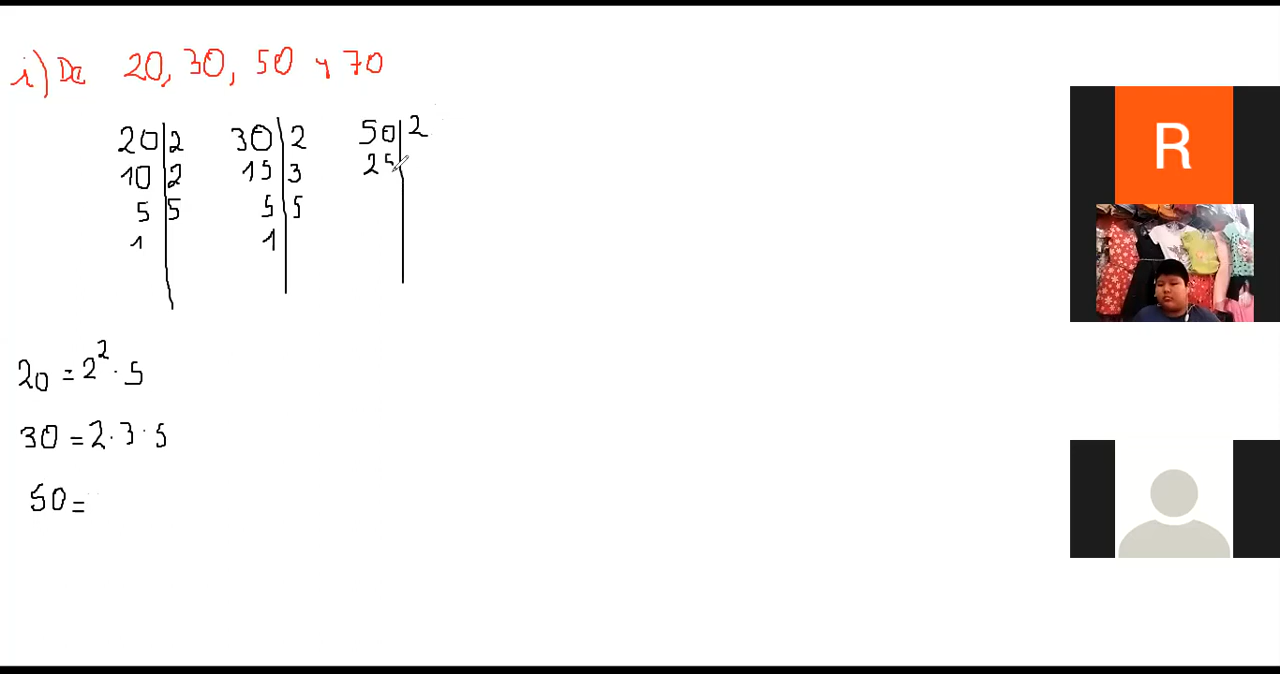 i) De 20, 30, 50 y 70
20 2 30 2 50 2
10 2 15 3 25
5 5 5 5
1 1
20 = 2² · 5
30 = 2 · 3 · 5
50 =
R